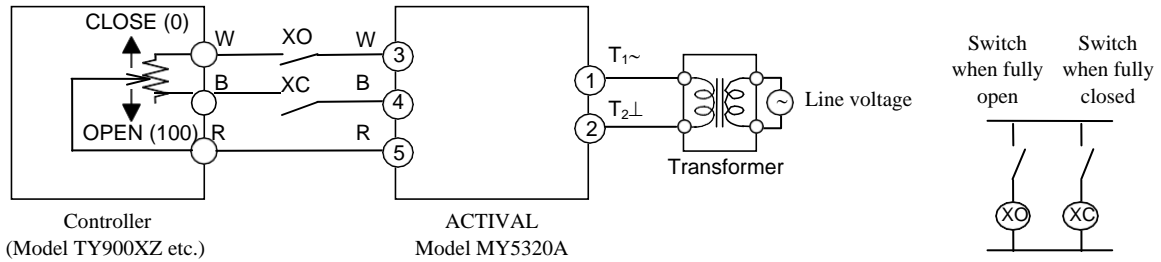 CLOSE (0)
OPEN (100)
W
XO
W
B
XC
B
R
R
3
4
5
1
2
T₁~
T₂⊥
~
Line voltage
Transformer
Controller
(Model TY900XZ etc.)
ACTIVAL
Model MY5320A
Switch
when fully
open
Switch
when fully
closed
XO
XC